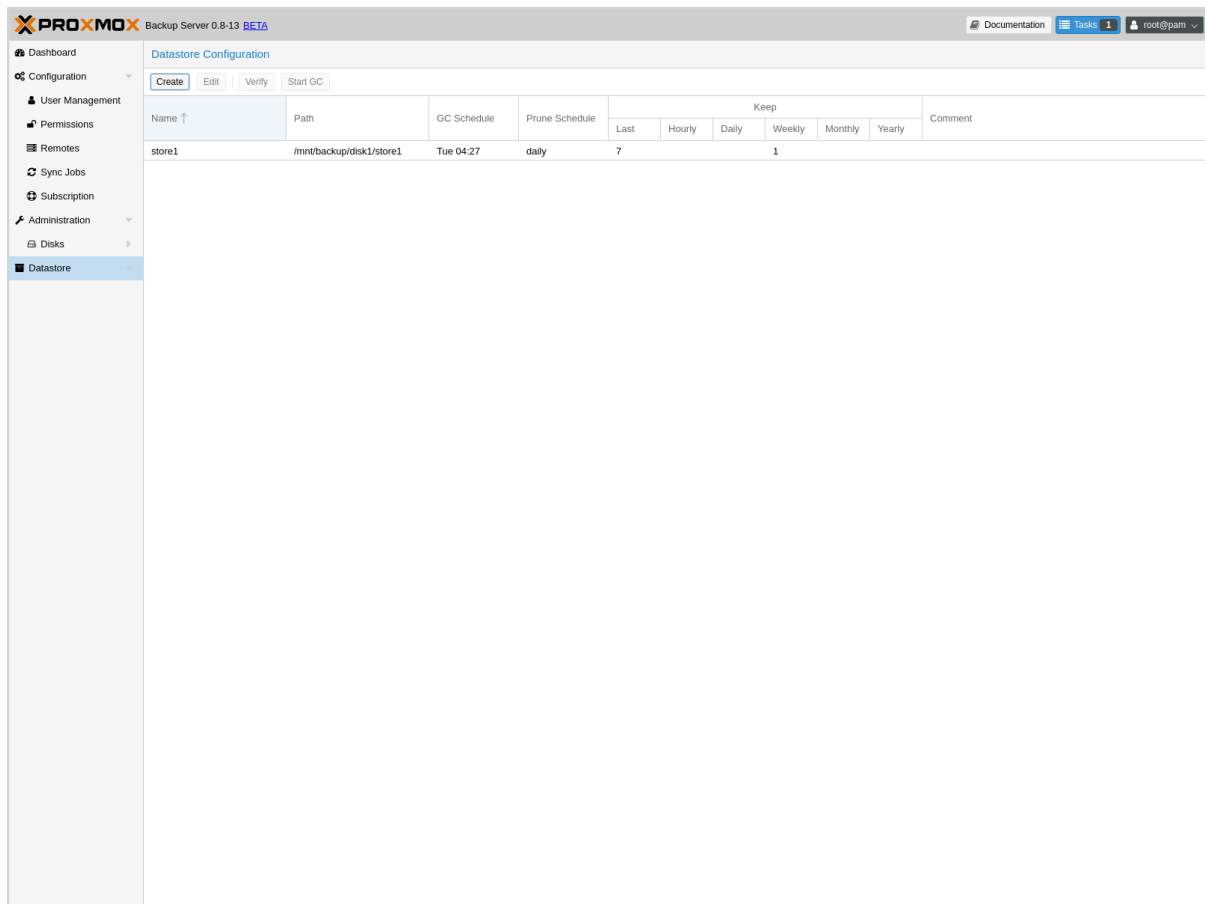 PROXMOX Backup Server 0.8-13 BETA Documentation Tasks 1 root@pam
Dashboard
Configuration
User Management
Permissions
Remotes
Sync Jobs
Subscription
Administration
Disks
Datastore
Datastore Configuration
Create Edit Verify Start GC
Name Path GC Schedule Prune Schedule Keep Comment
Last Hourly Daily Weekly Monthly Yearly
store1 /mnt/backup/disk1/store1 Tue 04:27 daily 7 1